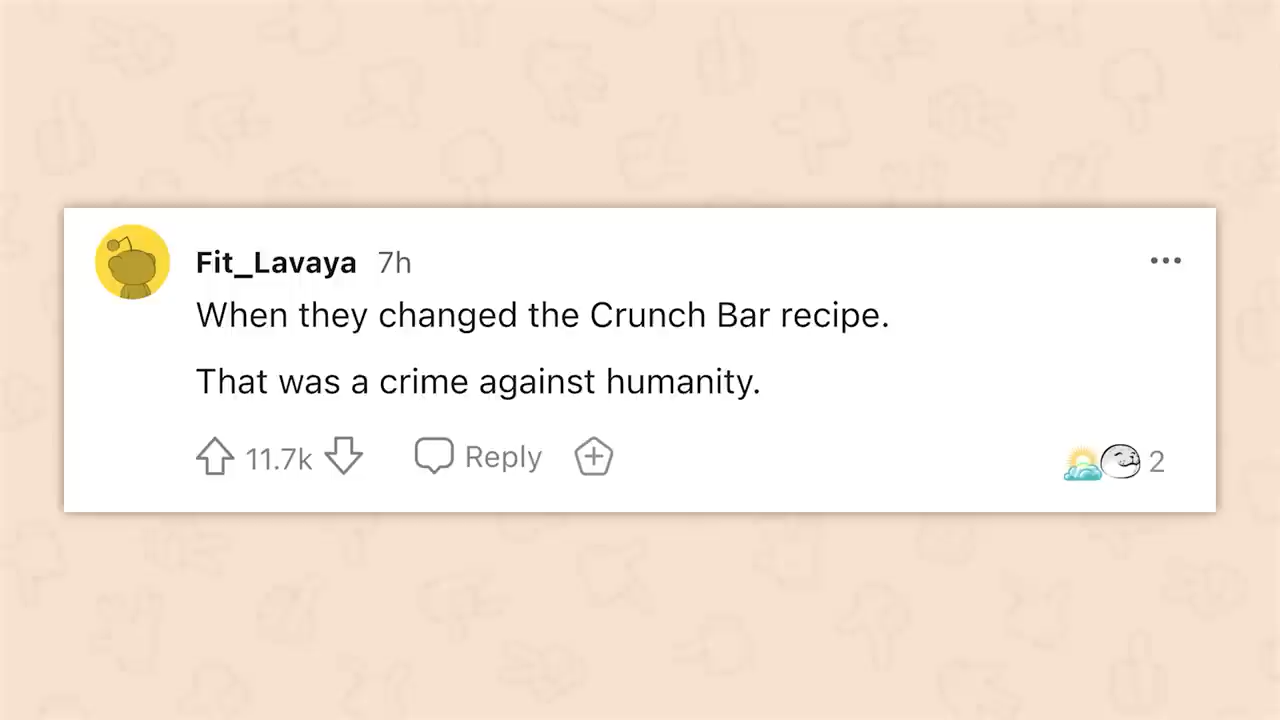 Fit_Lavaya 7h
When they changed the Crunch Bar recipe.
That was a crime against humanity.
11.7k Reply 2